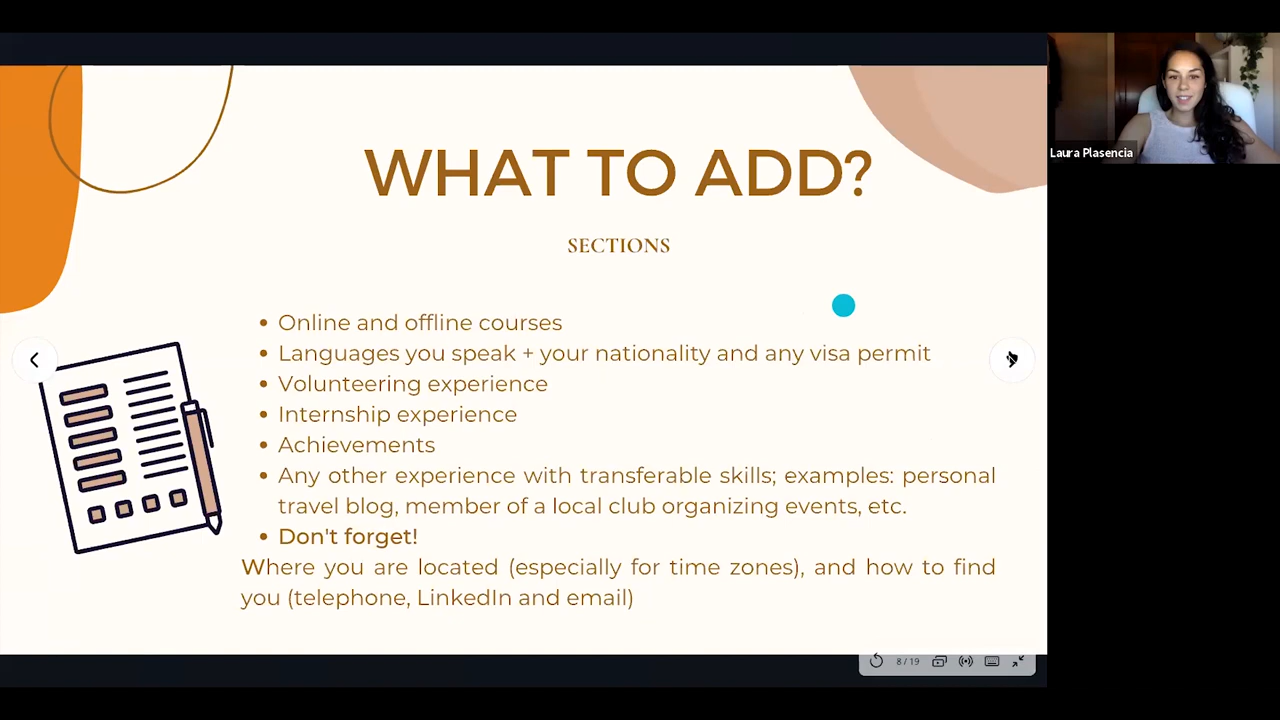 WHAT TO ADD?
SECTIONS
Online and offline courses
Languages you speak + your nationality and any visa permit
Volunteering experience
Internship experience
Achievements
Any other experience with transferable skills; examples: personal
travel blog, member of a local club organizing events, etc.
Don't forget!
Where you are located (especially for time zones), and how to find
you (telephone, LinkedIn and email)
Laura Plasencia
8 / 19